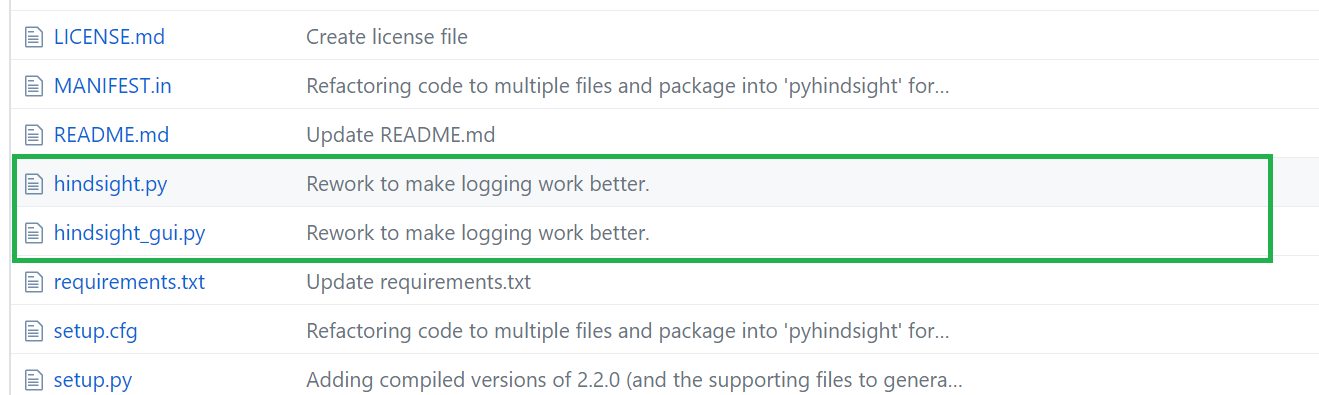 LICENSE.md Create license file
MANIFEST.in Refactoring code to multiple files and package into 'pyhindsight' for…
README.md Update README.md
hindsight.py Rework to make logging work better.
hindsight_gui.py Rework to make logging work better.
requirements.txt Update requirements.txt
setup.cfg Refactoring code to multiple files and package into 'pyhindsight' for…
setup.py Adding compiled versions of 2.2.0 (and the supporting files to genera…